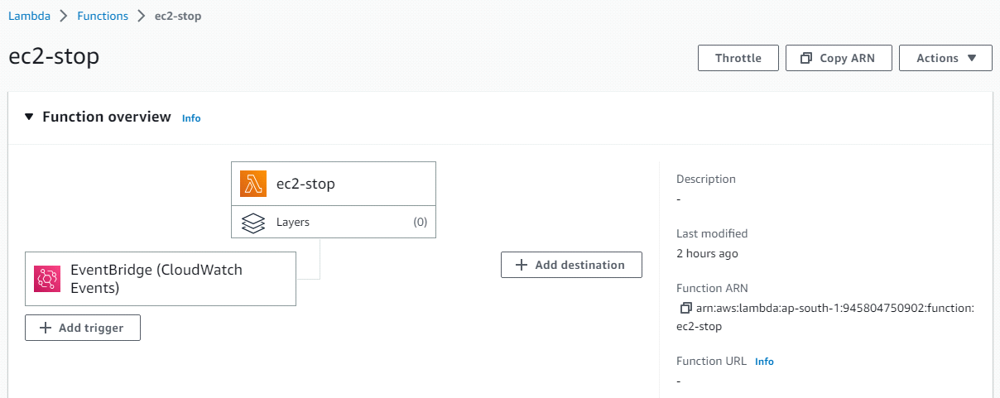 Lambda > Functions > ec2-stop
ec2-stop
Throttle
Copy ARN
Actions
Function overview Info
ec2-stop
Layers (0)
EventBridge (CloudWatch
Events)
Add trigger
Add destination
Description
-
Last modified
2 hours ago
Function ARN
arn:aws:lambda:ap-south-1:945804750902:function:
ec2-stop
Function URL Info
-